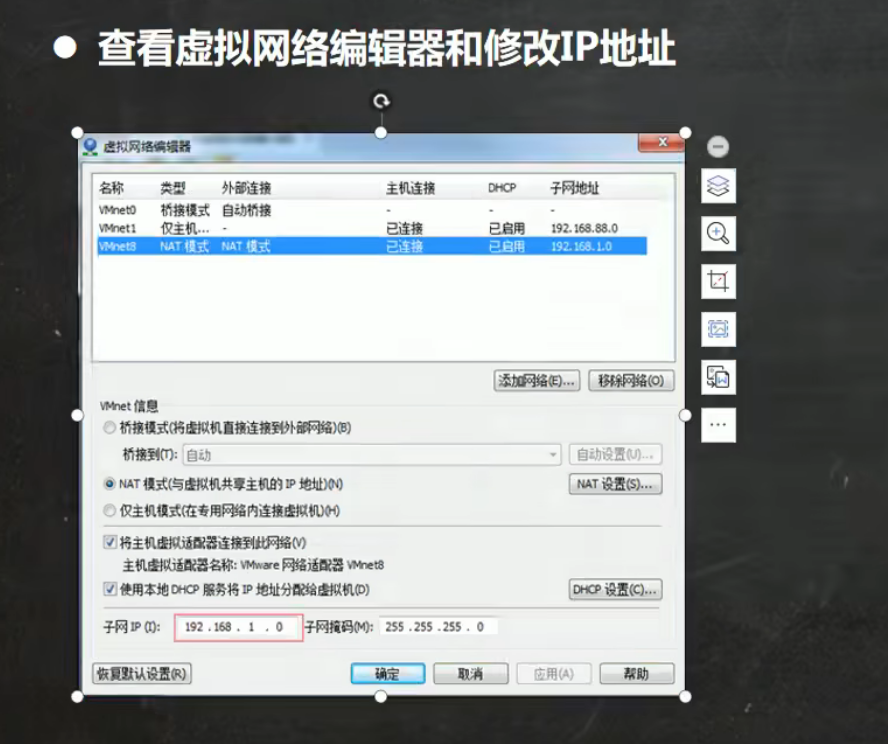 查看虚拟网络编辑器和修改IP地址
虚拟网络编辑器
名称 类型 外部连接 主机连接 DHCP 子网地址
VMnet0 桥接模式 自动桥接 - - -
VMnet1 仅主机... - 已连接 已启用 192.168.88.0
VMnet8 NAT 模式 NAT 模式 已连接 已启用 192.168.1.0
添加网络(E)... 移除网络(O)
VMnet 信息
桥接模式(将虚拟机直接连接到外部网络)(B)
桥接到(T): 自动 自动设置(U)...
NAT 模式(与虚拟机共享主机的 IP 地址)(N) NAT 设置(S)...
仅主机模式(在专用网络内连接虚拟机)(H)
将主机虚拟适配器连接到此网络(V)
主机虚拟适配器名称: VMware 网络适配器 VMnet8
使用本地 DHCP 服务将 IP 地址分配给虚拟机(D) DHCP 设置(C)...
子网 IP (I): 192 .168 . 1 . 0 子网掩码(M): 255 .255 .255 . 0
恢复默认设置(R) 确定 取消 应用(A) 帮助